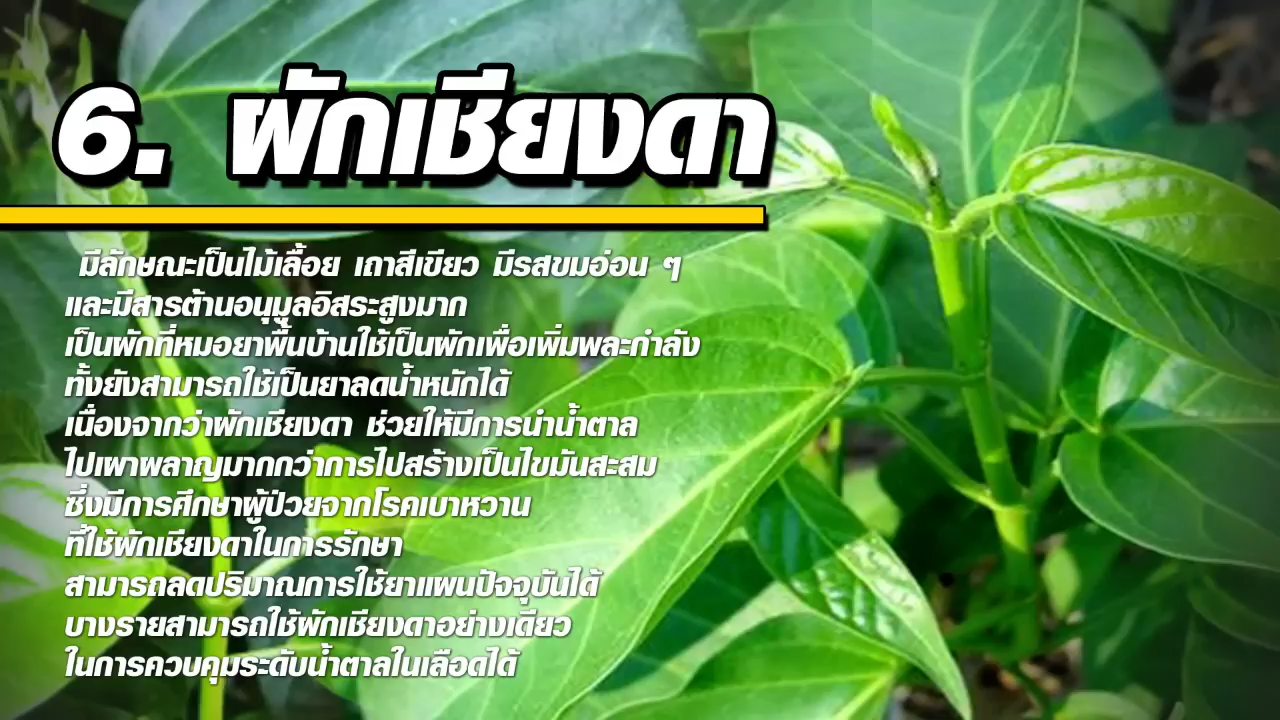 6. ผักเชียงดา
มีลักษณะเป็นไม้เลื้อย เถาสีเขียว มีรสขมอ่อน ๆ
และมีสารต้านอนุมูลอิสระสูงมาก
เป็นผักที่หมอยาพื้นบ้านใช้เป็นผักเพื่อเพิ่มพละกำลัง
ทั้งยังสามารถใช้เป็นยาลดน้ำหนักได้
เนื่องจากว่าผักเชียงดา ช่วยให้มีการนำน้ำตาล
ไปเผาผลาญมากกว่าการไปสร้างเป็นไขมันสะสม
ซึ่งมีการศึกษาผู้ป่วยจากโรคเบาหวาน
ที่ใช้ผักเชียงดาในการรักษา
สามารถลดปริมาณการใช้ยาแผนปัจจุบันได้
บางรายสามารถใช้ผักเชียงดาอย่างเดียว
ในการควบคุมระดับน้ำตาลในเลือดได้